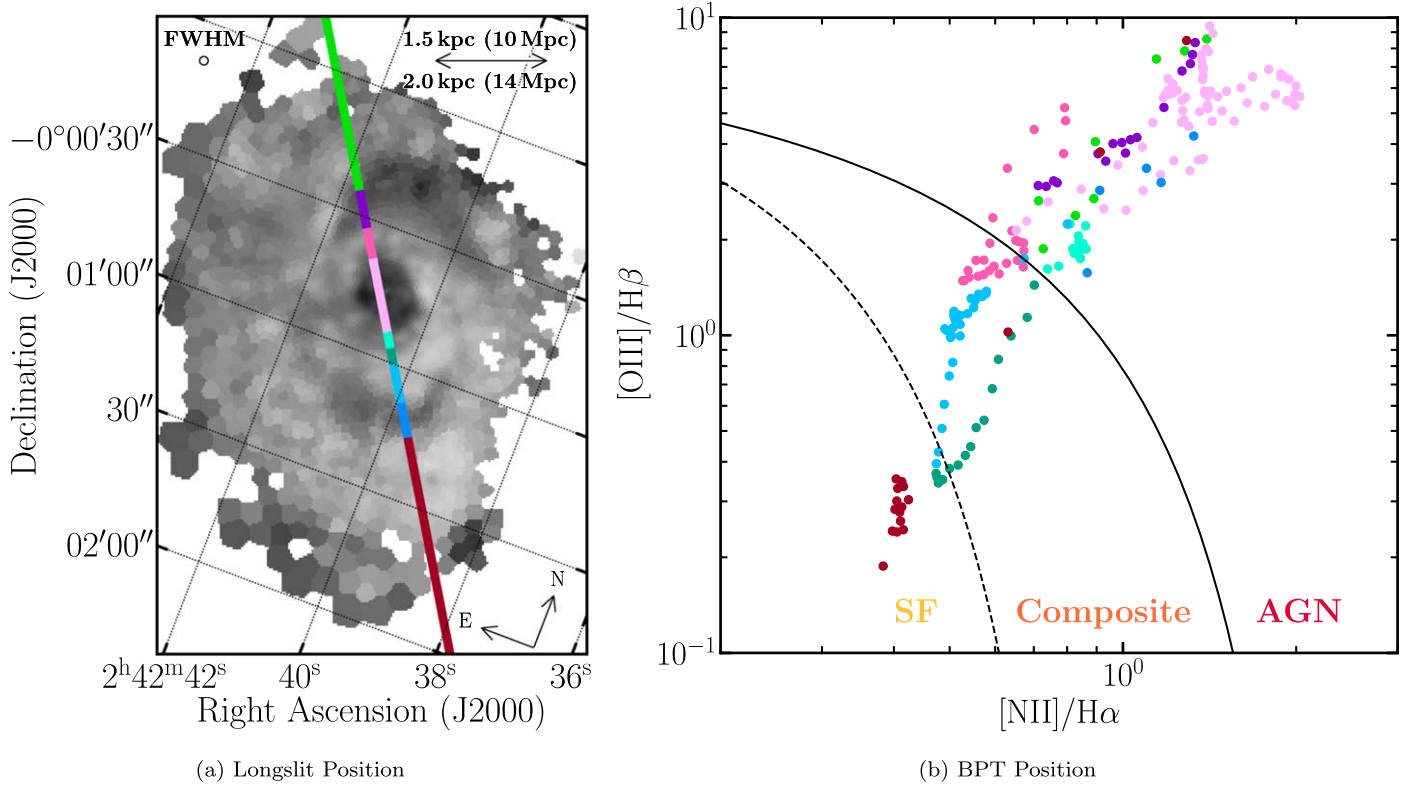 FWHM
1.5 kpc (10 Mpc)
2.0 kpc (14 Mpc)
−0°00′30″
01′00″
30″
02′00″
Declination (J2000)
N
E
2ʰ42ᵐ42ˢ 40ˢ 38ˢ 36ˢ
Right Ascension (J2000)
(a) Longslit Position
10¹
10⁰
10⁻¹
[OIII]/Hβ
SF Composite AGN
10⁰
[NII]/Hα
(b) BPT Position